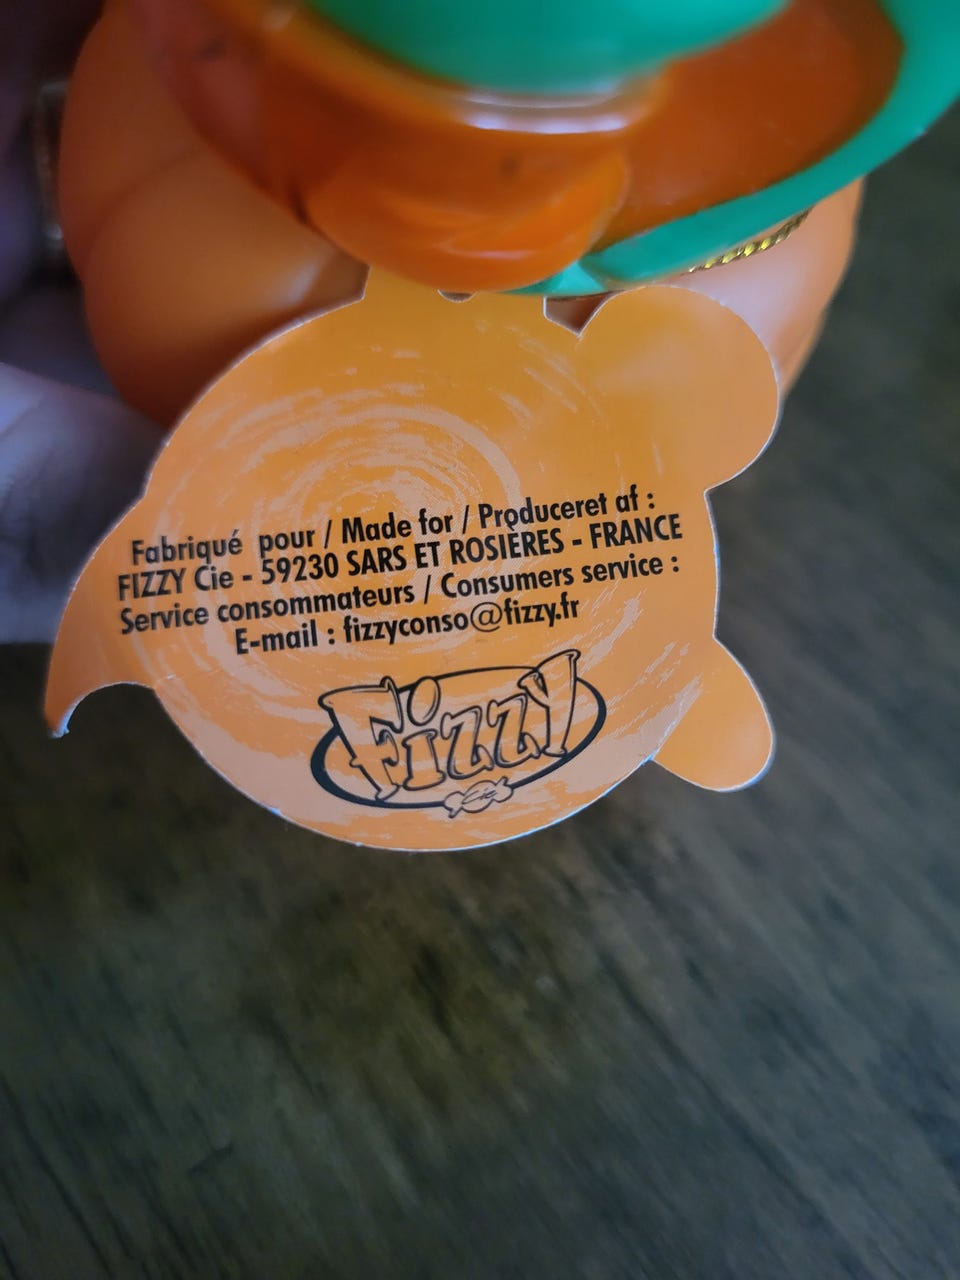 Fabriqué pour / Made for / Produceret af :
FIZZY Cie - 59230 SARS ET ROSIÈRES - FRANCE
Service consommateurs / Consumers service :
E-mail : fizzyconso@fizzy.fr
Fizzy
Cie